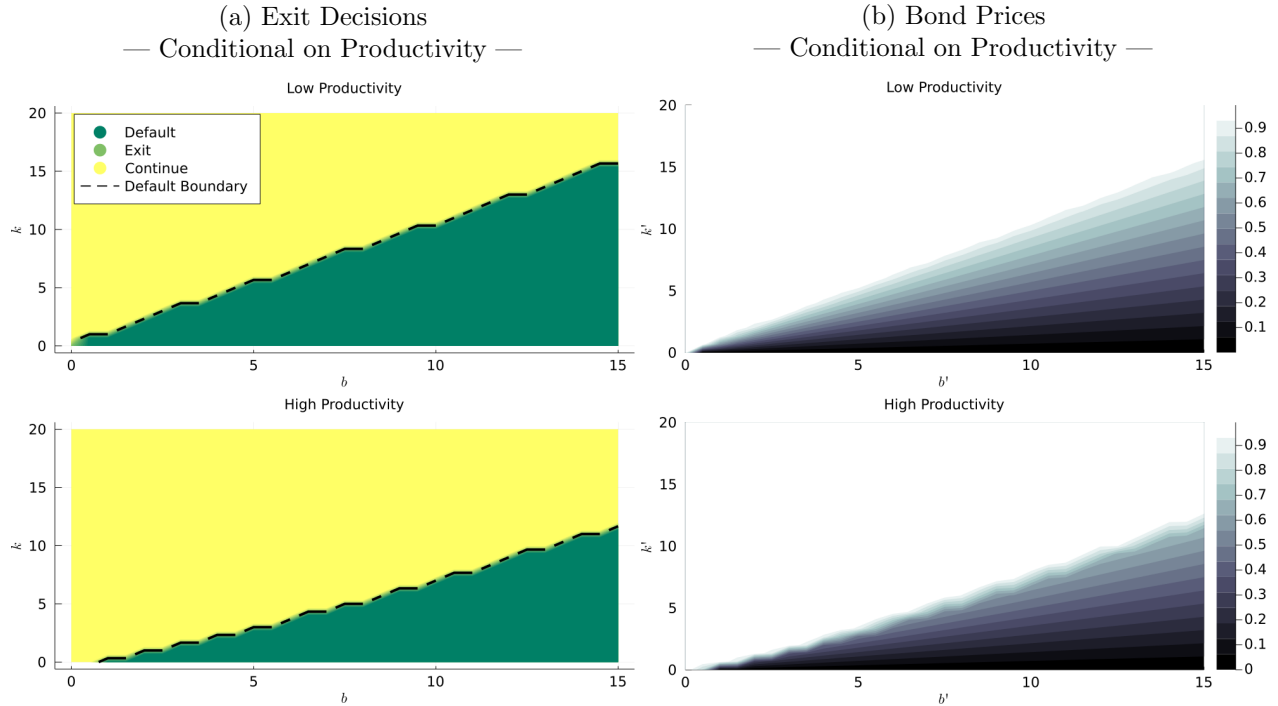 (a) Exit Decisions
— Conditional on Productivity —
Low Productivity
20
15
10
5
0
k
Default
Exit
Continue
Default Boundary
0 5 10 15
b
High Productivity
20
15
10
5
0
k
0 5 10 15
b
(b) Bond Prices
— Conditional on Productivity —
Low Productivity
20
15
10
5
0
k'
0 5 10 15
b'
0.9
0.8
0.7
0.6
0.5
0.4
0.3
0.2
0.1
High Productivity
20
15
10
5
0
k'
0 5 10 15
b'
0.9
0.8
0.7
0.6
0.5
0.4
0.3
0.2
0.1
0